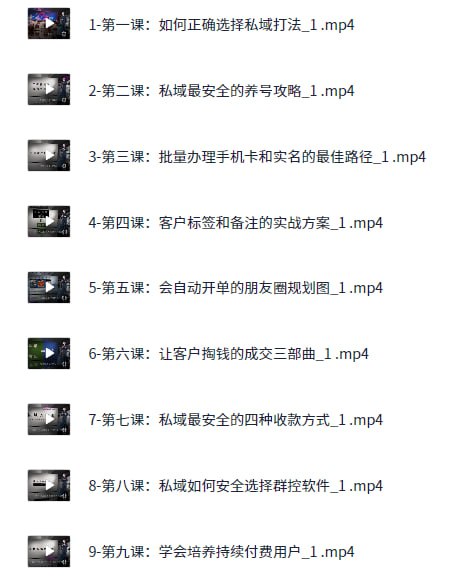 1-第一课：如何正确选择私域打法_1 .mp4
2-第二课：私域最安全的养号攻略_1 .mp4
3-第三课：批量办理手机卡和实名的最佳路径_1 .mp4
4-第四课：客户标签和备注的实战方案_1 .mp4
5-第五课：会自动开单的朋友圈规划图_1 .mp4
6-第六课：让客户掏钱的成交三部曲_1 .mp4
7-第七课：私域最安全的四种收款方式_1 .mp4
8-第八课：私域如何安全选择群控软件_1 .mp4
9-第九课：学会培养持续付费用户_1 .mp4